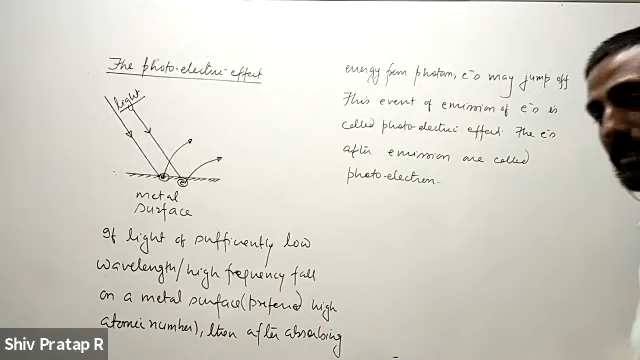 The photo-electric effect
light
metal
surface
If light of sufficently low
wavelength/high frequency fall
on a metal surface(preferred high
atomic number), then after absorbing
energy from photon, e⁻s may jump off
This event of emission of e⁻s is
called photo-electric effect. The e⁻s
after emission are called
photo-electron.
Shiv Pratap R